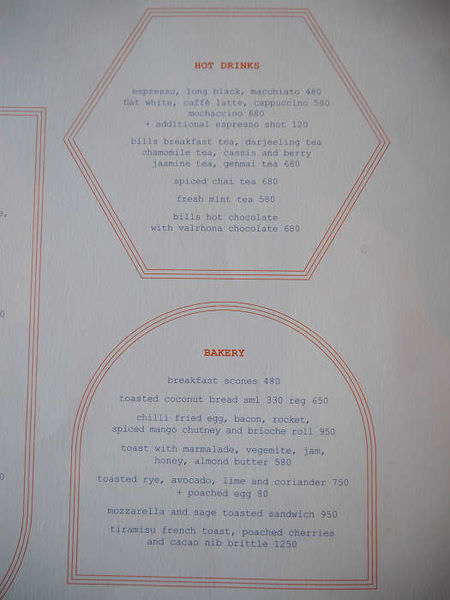 HOT DRINKS
espresso, long black, macchiato 480
flat white, caffè latte, cappuccino 580
mochaccino 680
+ additional espresso shot 120
bills breakfast tea, darjeeling tea
chamomile tea, cassis and berry
jasmine tea, genmai tea 680
spiced chai tea 680
fresh mint tea 580
bills hot chocolate
with valrhona chocolate 680
BAKERY
breakfast scones 480
toasted coconut bread sml 330 reg 650
chilli fried egg, bacon, rocket,
spiced mango chutney and brioche roll 950
toast with marmalade, vegemite, jam,
honey, almond butter 580
toasted rye, avocado, lime and coriander 750
+ poached egg 80
mozzarella and sage toasted sandwich 950
tiramisu french toast, poached cherries
and cacao nib brittle 1250